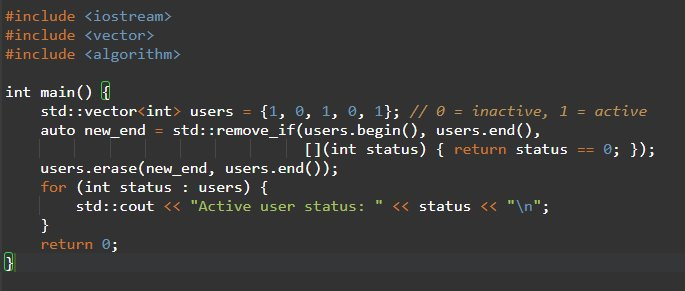 #include <iostream>
#include <vector>
#include <algorithm>
int main() {
std::vector<int> users = {1, 0, 1, 0, 1}; // 0 = inactive, 1 = active
auto new_end = std::remove_if(users.begin(), users.end(),
[](int status) { return status == 0; });
users.erase(new_end, users.end());
for (int status : users) {
std::cout << "Active user status: " << status << "\n";
}
return 0;
}